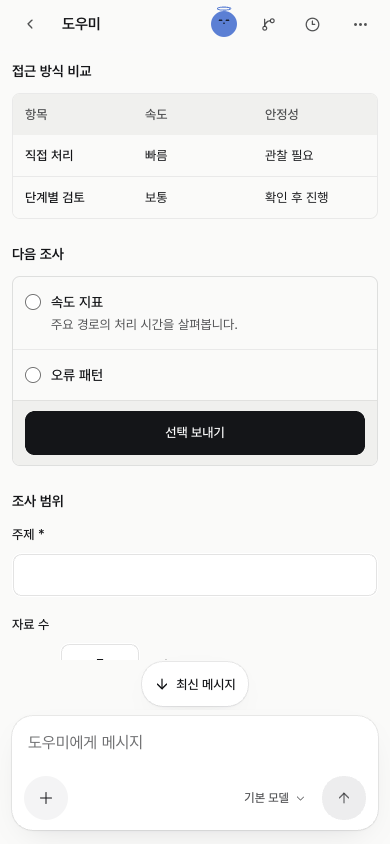 도우미
접근 방식 비교
항목 속도 안정성
직접 처리 빠름 관찰 필요
단계별 검토 보통 확인 후 진행
다음 조사
속도 지표
주요 경로의 처리 시간을 살펴봅니다.
오류 패턴
선택 보내기
조사 범위
주제 *
자료 수
최신 메시지
도우미에게 메시지
기본 모델